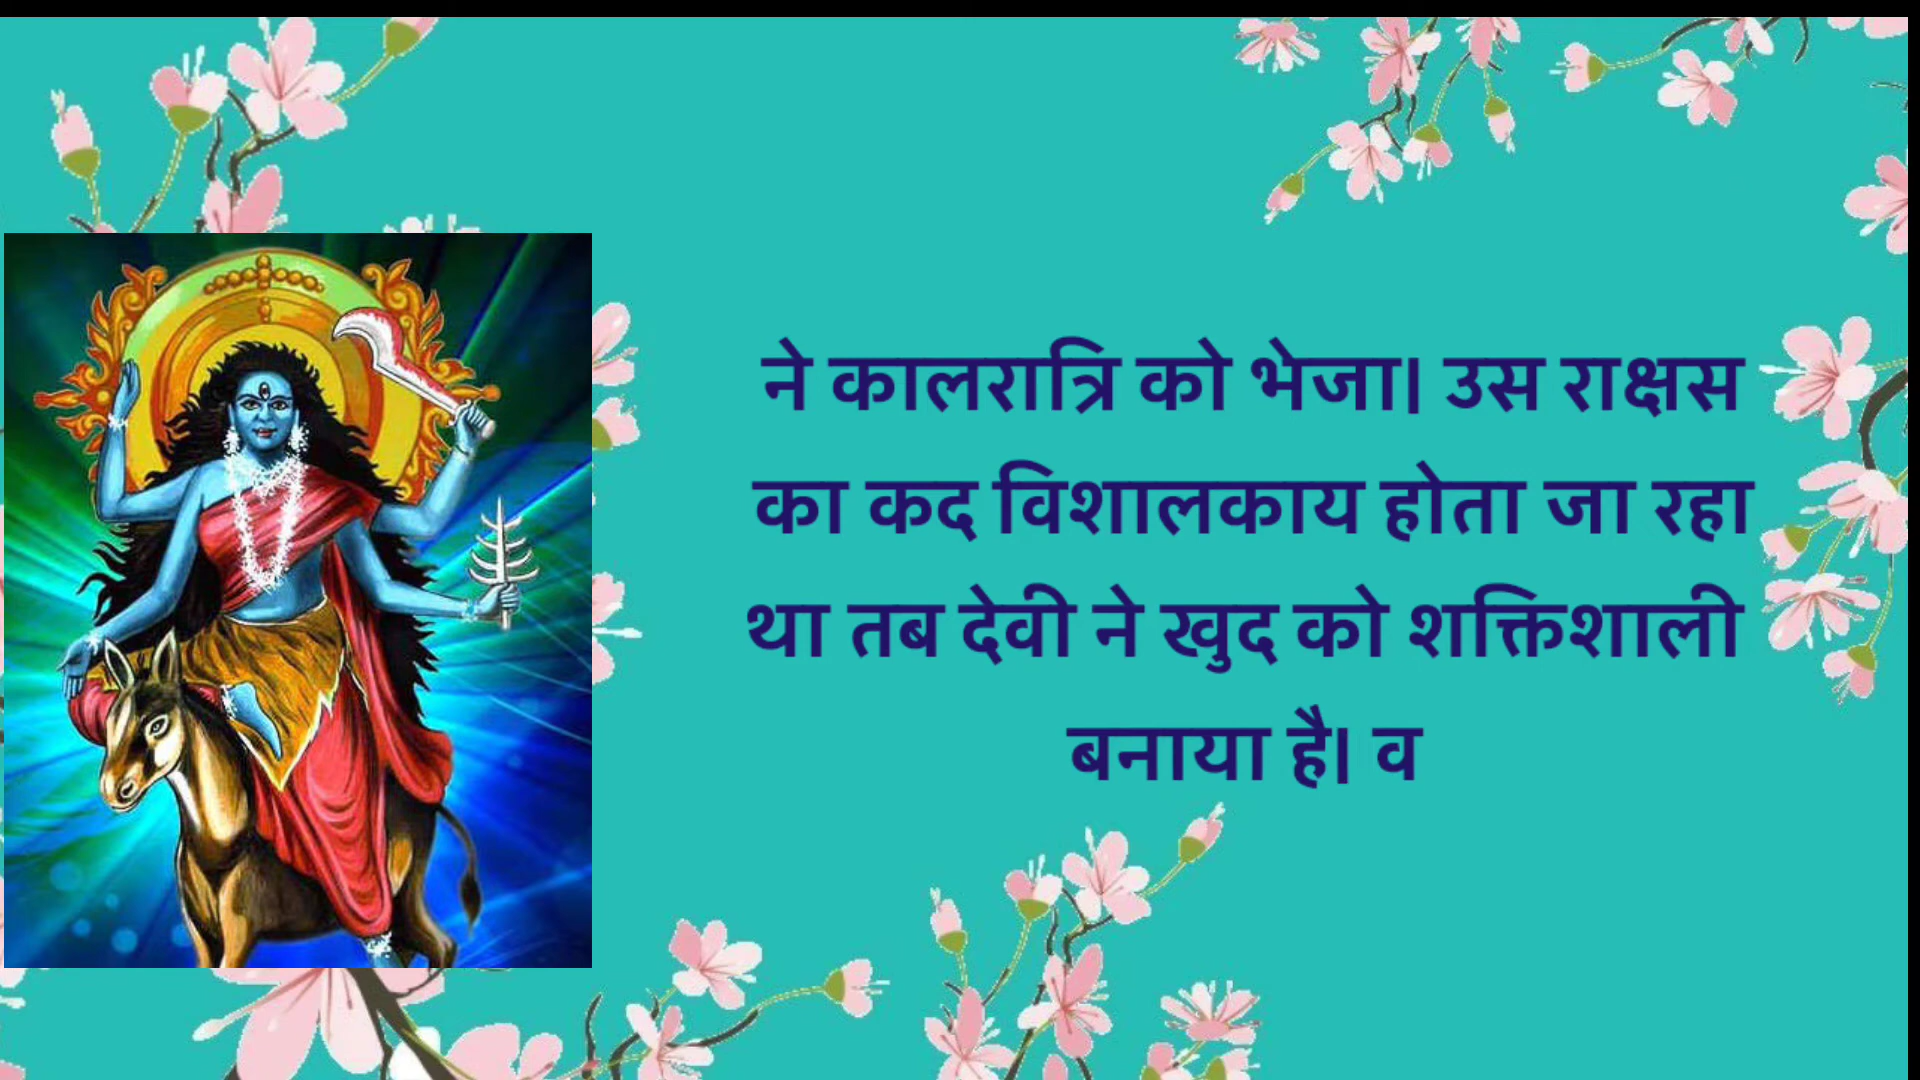 ने कालरात्रि को भेजा। उस राक्षस
का कद विशालकाय होता जा रहा
था तब देवी ने खुद को शक्तिशाली
बनाया है। व